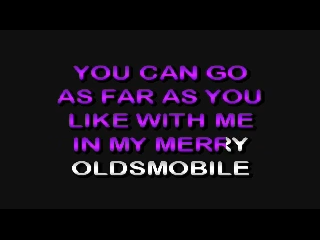 YOU CAN GO
AS FAR AS YOU
LIKE WITH ME
IN MY MERRY
OLDSMOBILE